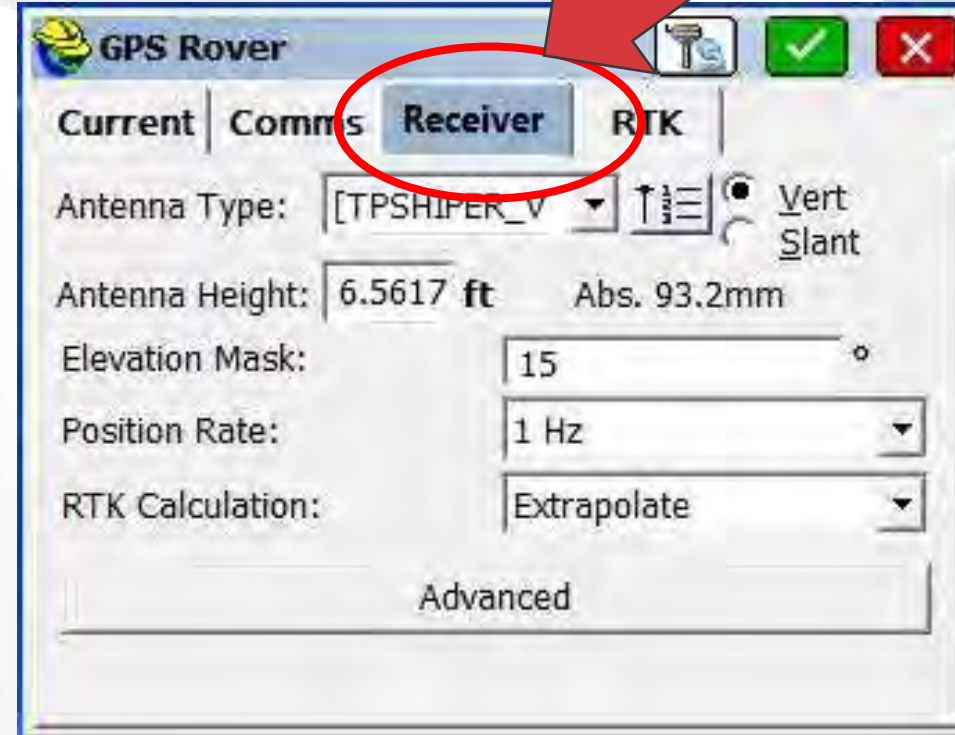 GPS Rover
Current Comms Receiver RTK
Antenna Type: [TPSHIPER_V Vert
Slant
Antenna Height: 6.5617 ft Abs. 93.2mm
Elevation Mask: 15 °
Position Rate: 1 Hz
RTK Calculation: Extrapolate
Advanced